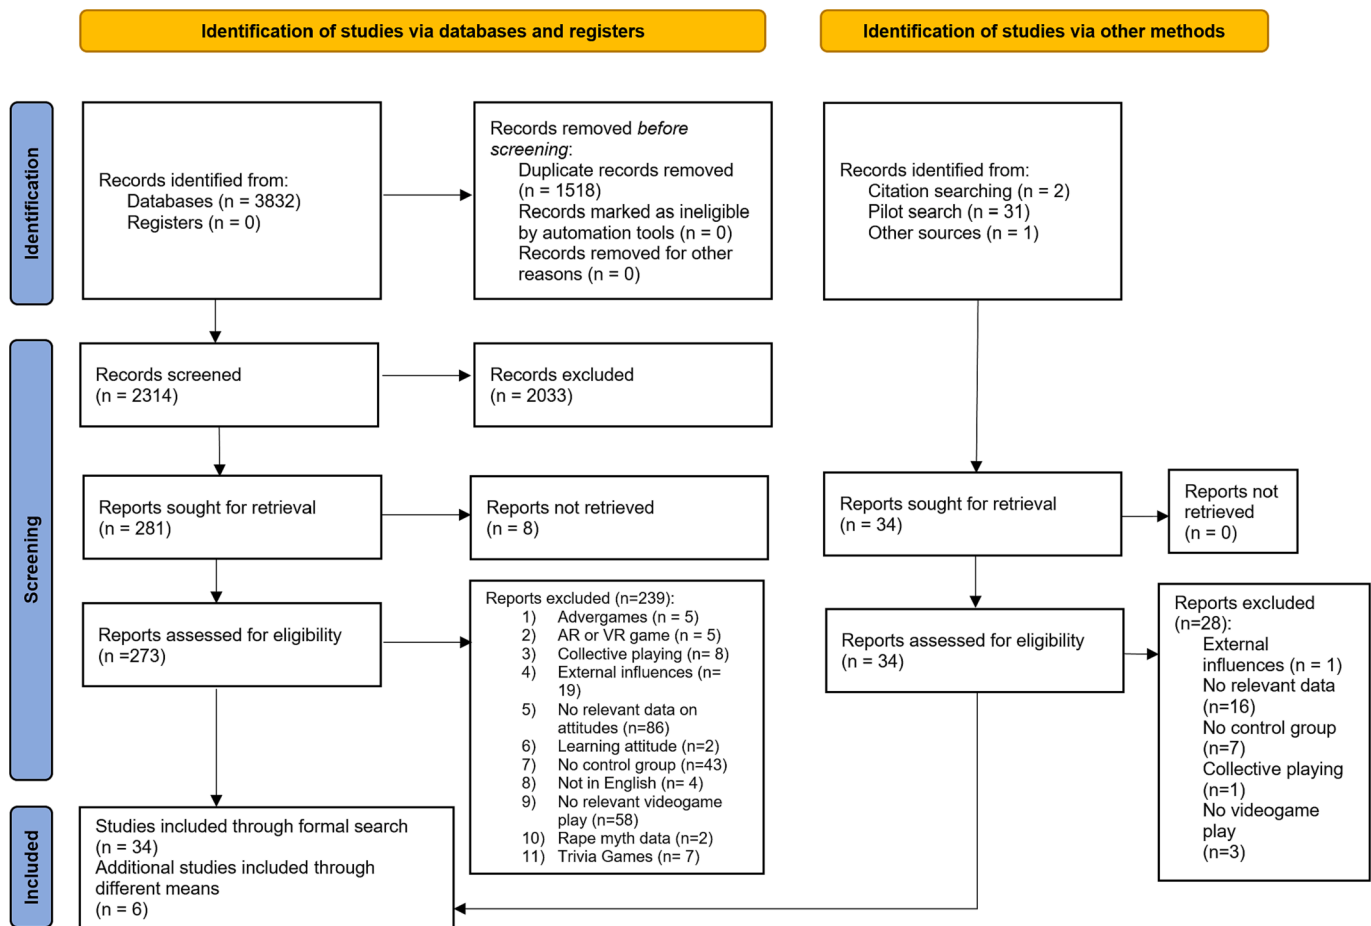 Identification of studies via databases and registers
Identification of studies via other methods
Identification
Records identified from:
Databases (n = 3832)
Registers (n = 0)
Records removed before
screening:
Duplicate records removed
(n = 1518)
Records marked as ineligible
by automation tools (n = 0)
Records removed for other
reasons (n = 0)
Records identified from:
Citation searching (n = 2)
Pilot search (n = 31)
Other sources (n = 1)
Screening
Records screened
(n = 2314)
Records excluded
(n = 2033)
Reports sought for retrieval
(n = 281)
Reports not retrieved
(n = 8)
Reports sought for retrieval
(n = 34)
Reports not
retrieved
(n = 0)
Reports assessed for eligibility
(n =273)
Reports excluded (n=239):
1) Advergames (n = 5)
2) AR or VR game (n = 5)
3) Collective playing (n= 8)
4) External influences (n=
19)
5) No relevant data on
attitudes (n=86)
6) Learning attitude (n=2)
7) No control group (n=43)
8) Not in English (n= 4)
9) No relevant videogame
play (n=58)
10) Rape myth data (n=2)
11) Trivia Games (n= 7)
Reports assessed for eligibility
(n = 34)
Reports excluded
(n=28):
External
influences (n = 1)
No relevant data
(n=16)
No control group
(n=7)
Collective playing
(n=1)
No videogame
play
(n=3)
Included
Studies included through formal search
(n = 34)
Additional studies included through
different means
(n = 6)